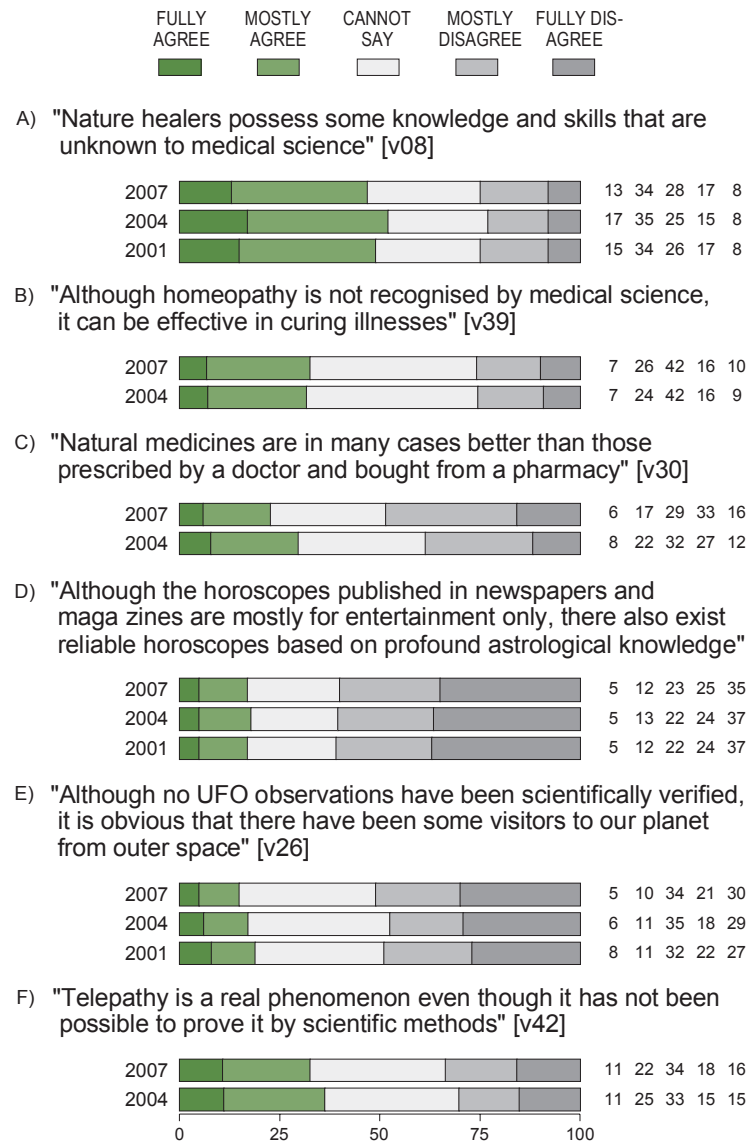 FULLY MOSTLY CANNOT MOSTLY FULLY DIS-
AGREE AGREE SAY DISAGREE AGREE
A) "Nature healers possess some knowledge and skills that are
unknown to medical science" [v08]
2007 13 34 28 17 8
2004 17 35 25 15 8
2001 15 34 26 17 8
B) "Although homeopathy is not recognised by medical science,
it can be effective in curing illnesses" [v39]
2007 7 26 42 16 10
2004 7 24 42 16 9
C) "Natural medicines are in many cases better than those
prescribed by a doctor and bought from a pharmacy" [v30]
2007 6 17 29 33 16
2004 8 22 32 27 12
D) "Although the horoscopes published in newspapers and
maga zines are mostly for entertainment only, there also exist
reliable horoscopes based on profound astrological knowledge"
2007 5 12 23 25 35
2004 5 13 22 24 37
2001 5 12 22 24 37
E) "Although no UFO observations have been scientifically verified,
it is obvious that there have been some visitors to our planet
from outer space" [v26]
2007 5 10 34 21 30
2004 6 11 35 18 29
2001 8 11 32 22 27
F) "Telepathy is a real phenomenon even though it has not been
possible to prove it by scientific methods" [v42]
2007 11 22 34 18 16
2004 11 25 33 15 15
0 25 50 75 100